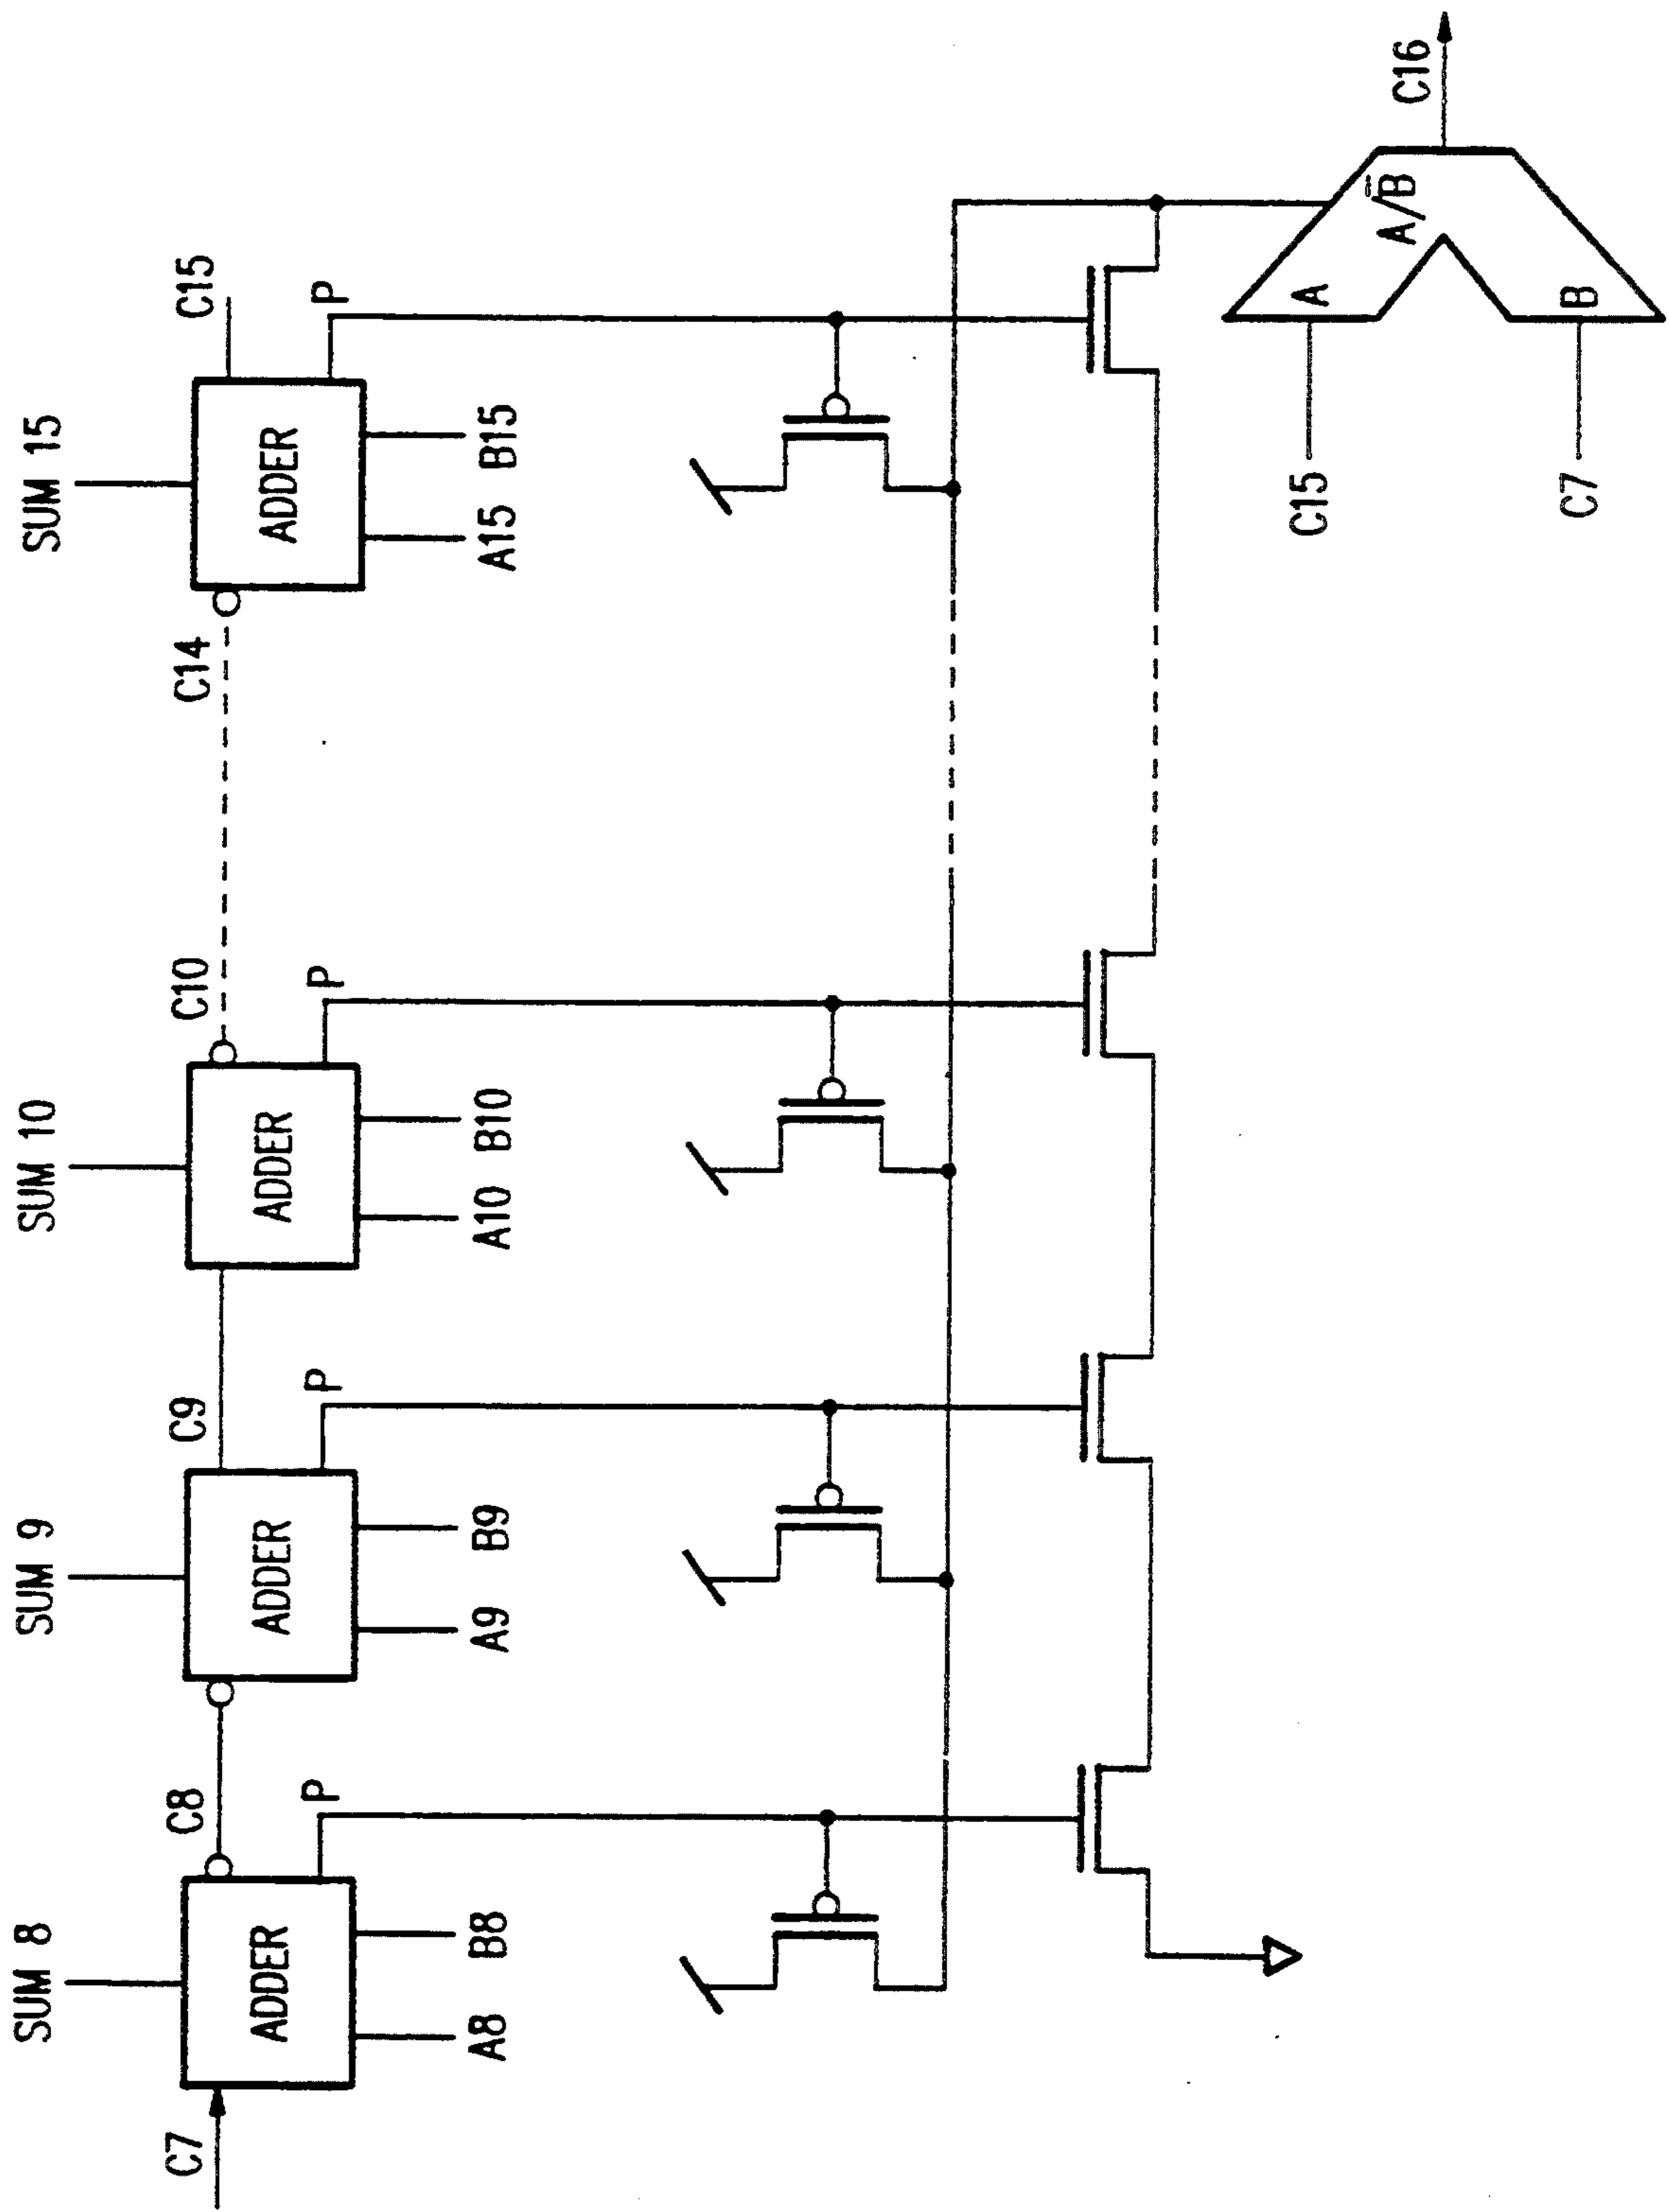 SUM 8
SUM 9
SUM 10
SUM 15
C7
C8
C9
C10
C14
C15
ADDER
ADDER
ADDER
ADDER
P
P
P
P
A8
B8
A9
B9
A10
B10
A15
B15
C15
A
A/B̄
C16
C7
B